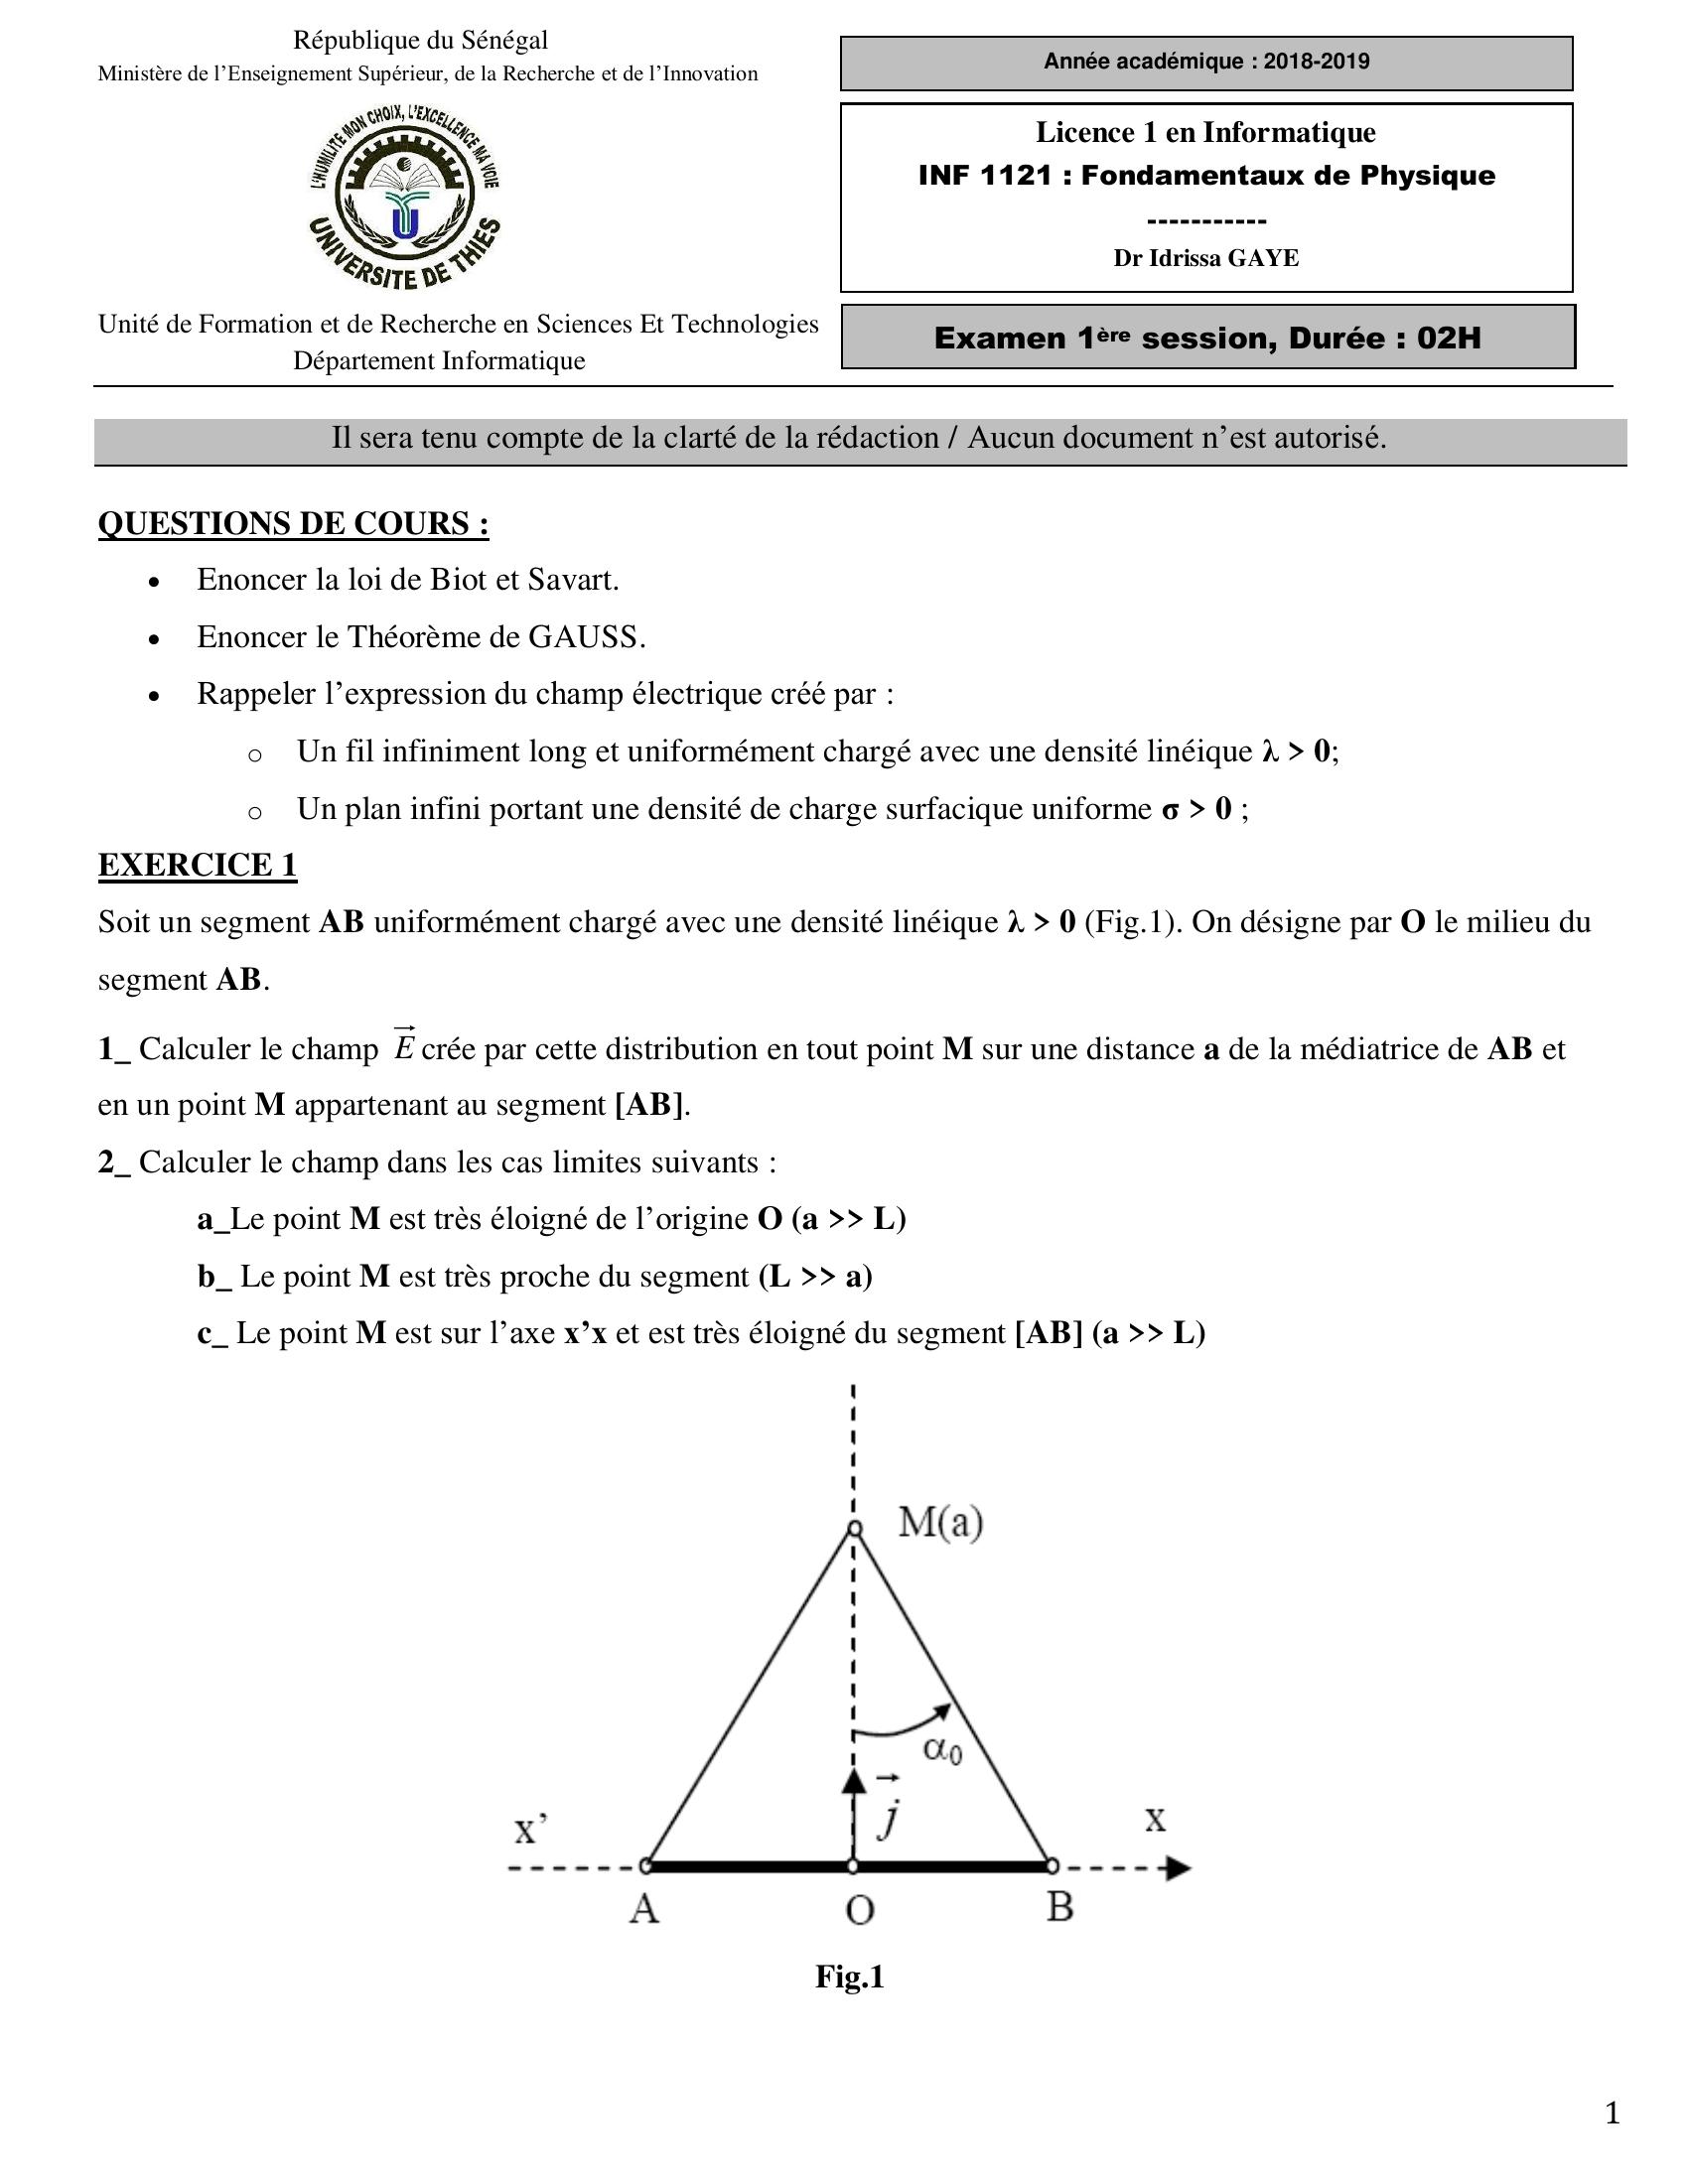 République du Sénégal
Ministère de l'Enseignement Supérieur, de la Recherche et de l'Innovation
L'HUMILITE MON CHOIX, L'EXCELLENCE MA VOIE
UNIVERSITE DE THIES
Unité de Formation et de Recherche en Sciences Et Technologies
Département Informatique
Année académique : 2018-2019
Licence 1 en Informatique
INF 1121 : Fondamentaux de Physique
-----------
Dr Idrissa GAYE
Examen 1ère session, Durée : 02H
Il sera tenu compte de la clarté de la rédaction / Aucun document n'est autorisé.
QUESTIONS DE COURS :
• Enoncer la loi de Biot et Savart.
• Enoncer le Théorème de GAUSS.
• Rappeler l'expression du champ électrique créé par :
o Un fil infiniment long et uniformément chargé avec une densité linéique λ > 0;
o Un plan infini portant une densité de charge surfacique uniforme σ > 0 ;
EXERCICE 1
Soit un segment AB uniformément chargé avec une densité linéique λ > 0 (Fig.1). On désigne par O le milieu du
segment AB.
1_ Calculer le champ E⃗ crée par cette distribution en tout point M sur une distance a de la médiatrice de AB et
en un point M appartenant au segment [AB].
2_ Calculer le champ dans les cas limites suivants :
a_Le point M est très éloigné de l'origine O (a >> L)
b_ Le point M est très proche du segment (L >> a)
c_ Le point M est sur l'axe x'x et est très éloigné du segment [AB] (a >> L)
M(a)
α0
j⃗
x'
x
A
O
B
Fig.1
1